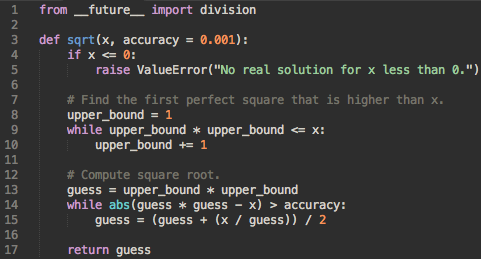 1 from __future__ import division
2
3 def sqrt(x, accuracy = 0.001):
4     if x <= 0:
5         raise ValueError("No real solution for x less than 0.")
6
7     # Find the first perfect square that is higher than x.
8     upper_bound = 1
9     while upper_bound * upper_bound <= x:
10         upper_bound += 1
11
12     # Compute square root.
13     guess = upper_bound * upper_bound
14     while abs(guess * guess - x) > accuracy:
15         guess = (guess + (x / guess)) / 2
16
17     return guess